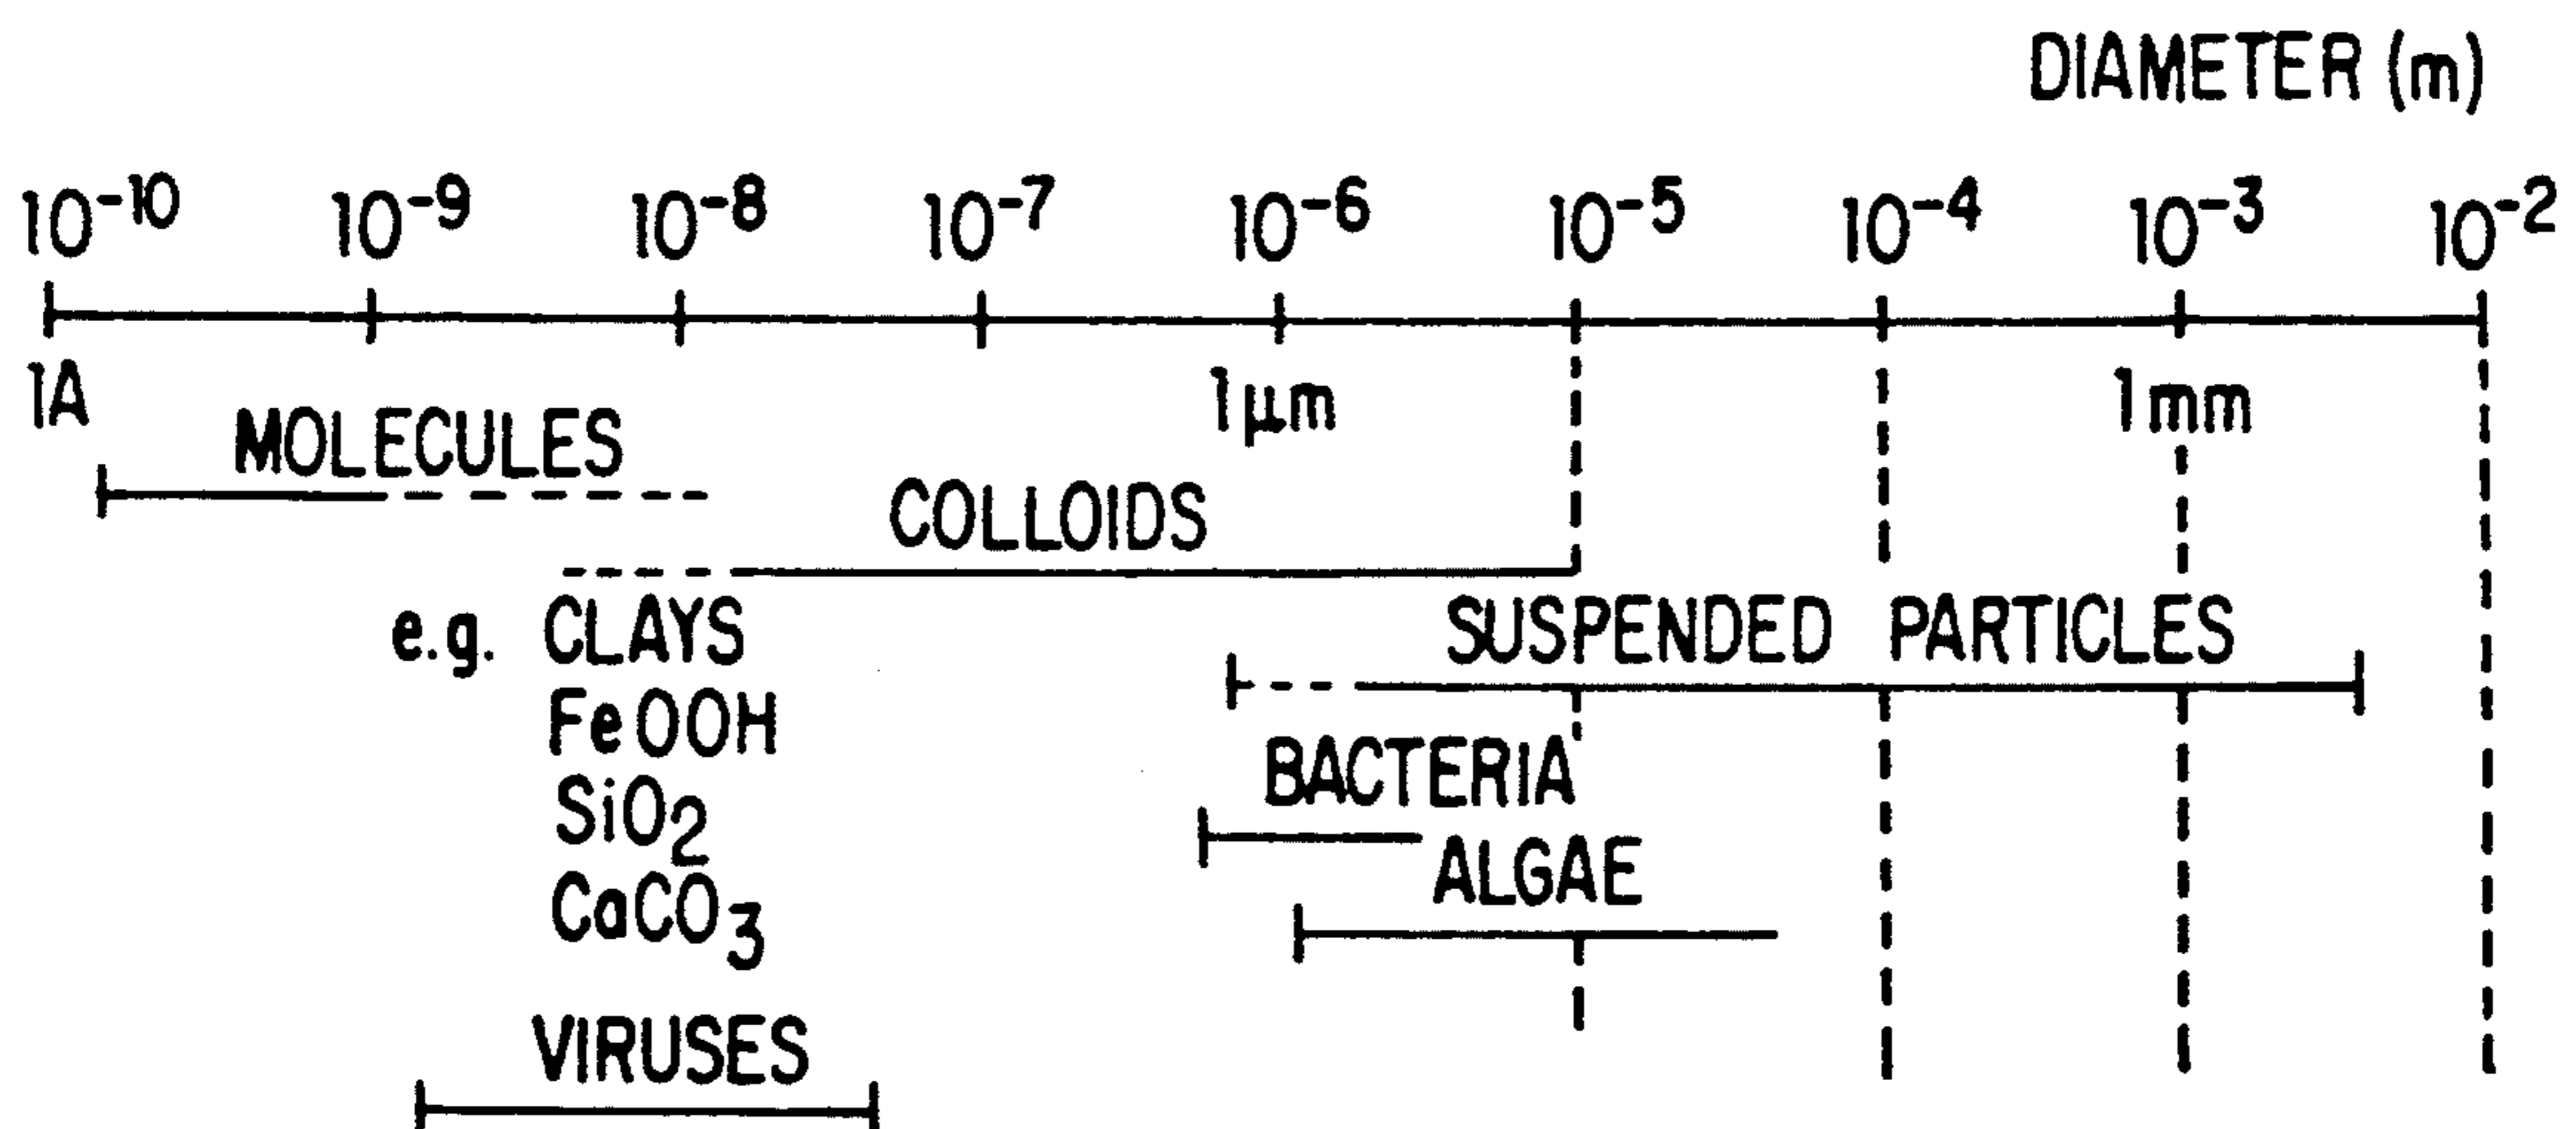 DIAMETER (m)
10⁻¹⁰ 10⁻⁹ 10⁻⁸ 10⁻⁷ 10⁻⁶ 10⁻⁵ 10⁻⁴ 10⁻³ 10⁻²
1A 1µm 1mm
MOLECULES
COLLOIDS
e.g. CLAYS
SUSPENDED PARTICLES
FeOOH
BACTERIA
SiO₂
ALGAE
CaCO₃
VIRUSES